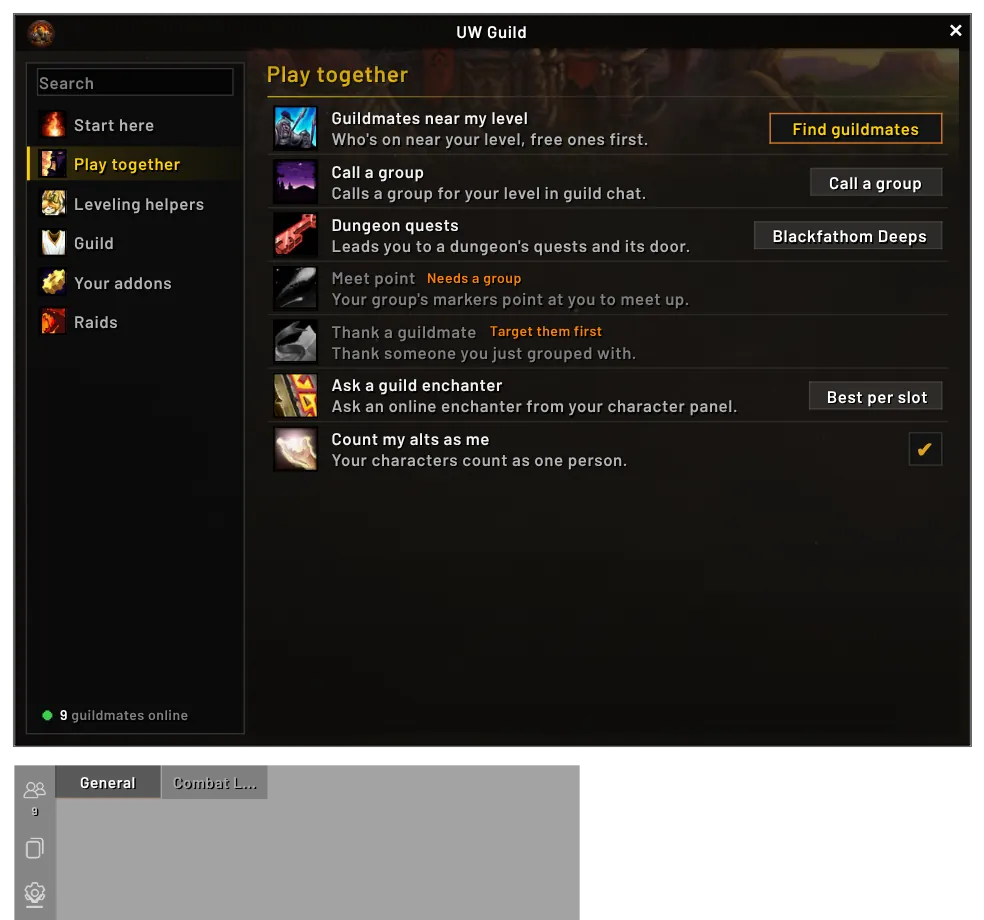 UW Guild
Search
Start here
Play together
Leveling helpers
Guild
Your addons
Raids
9 guildmates online
Play together
Guildmates near my level
Who's on near your level, free ones first.
Find guildmates
Call a group
Calls a group for your level in guild chat.
Call a group
Dungeon quests
Leads you to a dungeon's quests and its door.
Blackfathom Deeps
Meet point Needs a group
Your group's markers point at you to meet up.
Thank a guildmate Target them first
Thank someone you just grouped with.
Ask a guild enchanter
Ask an online enchanter from your character panel.
Best per slot
Count my alts as me
Your characters count as one person.
General
Combat L...
9